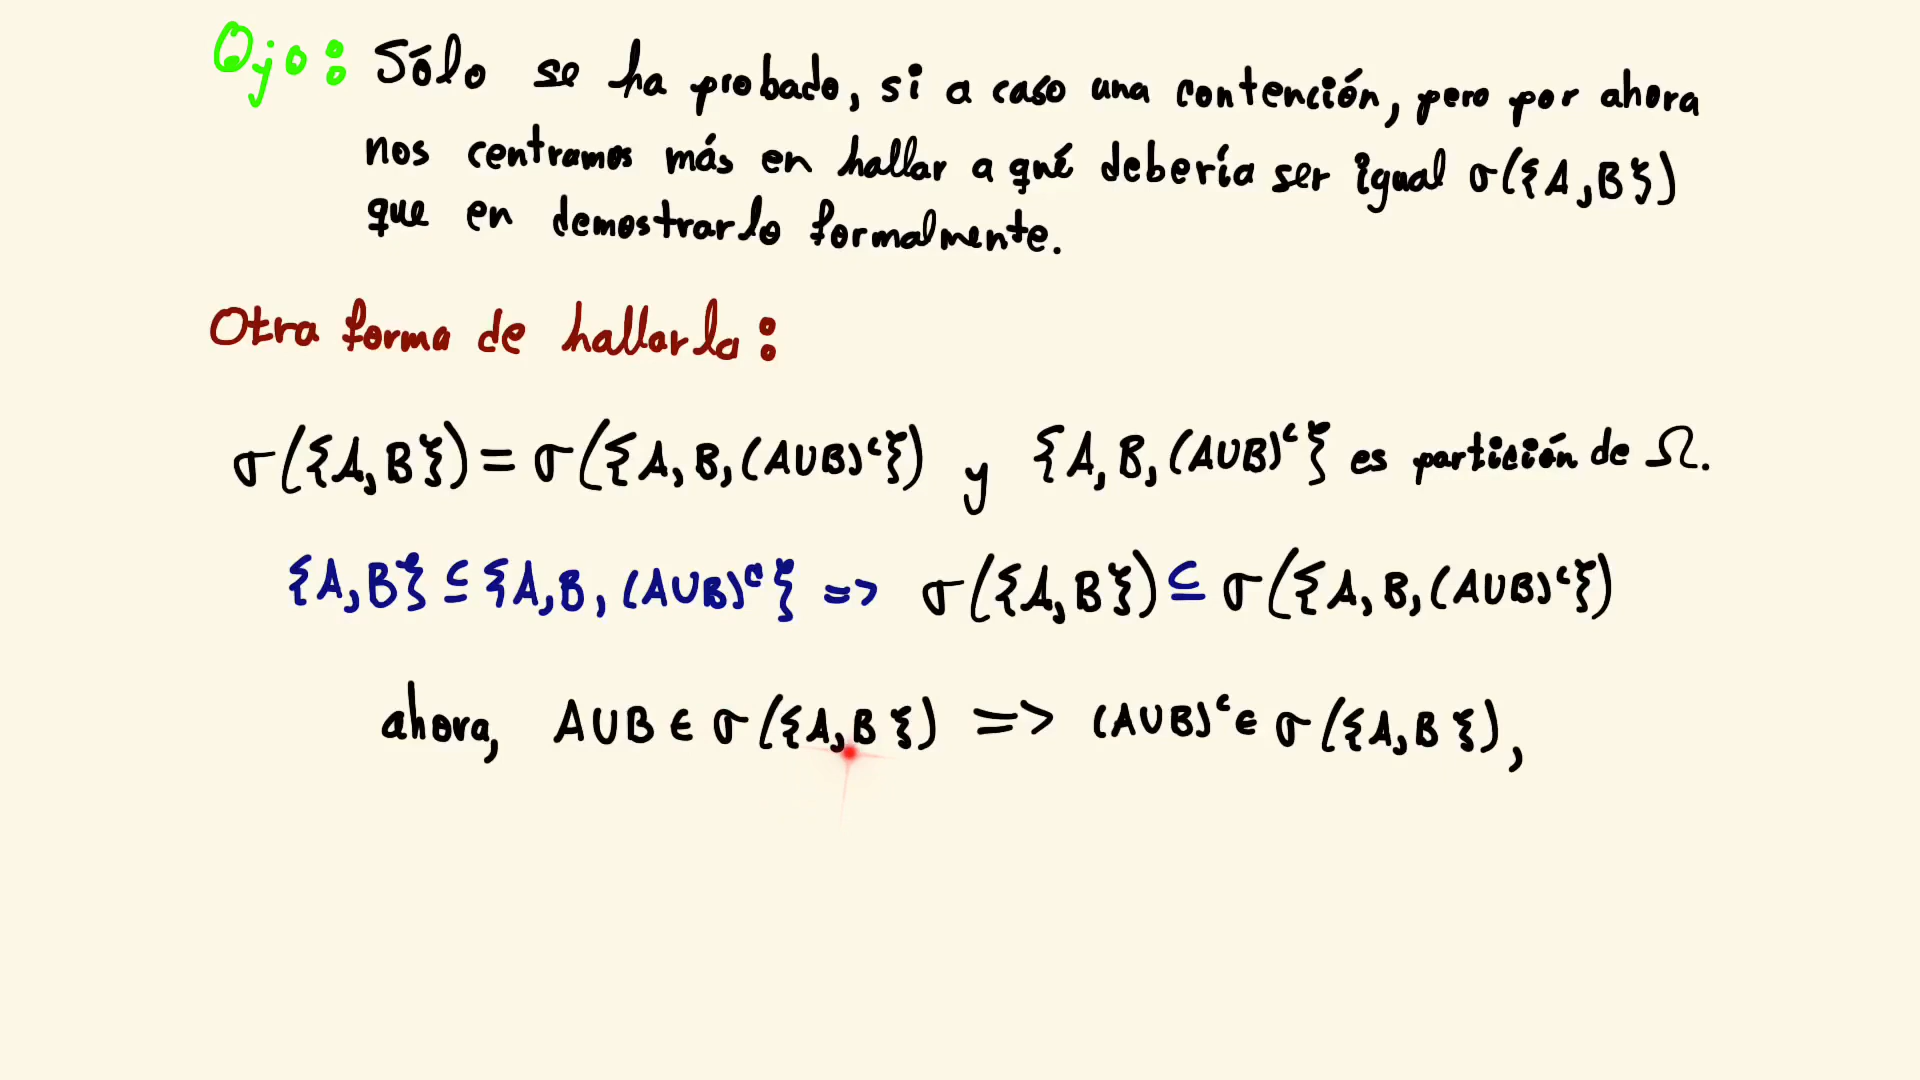 Ojo: Sólo se ha probado, si a caso una contención, pero por ahora
nos centramos más en hallar a qué debería ser igual σ({A,B})
que en demostrarlo formalmente.
Otra forma de hallarla:
σ({A,B}) = σ({A,B,(A∪B)ᶜ}) y {A,B,(A∪B)ᶜ} es partición de Ω.
{A,B} ⊆ {A,B,(A∪B)ᶜ} => σ({A,B}) ⊆ σ({A,B,(A∪B)ᶜ})
ahora, A∪B ∈ σ({A,B}) => (A∪B)ᶜ ∈ σ({A,B}),